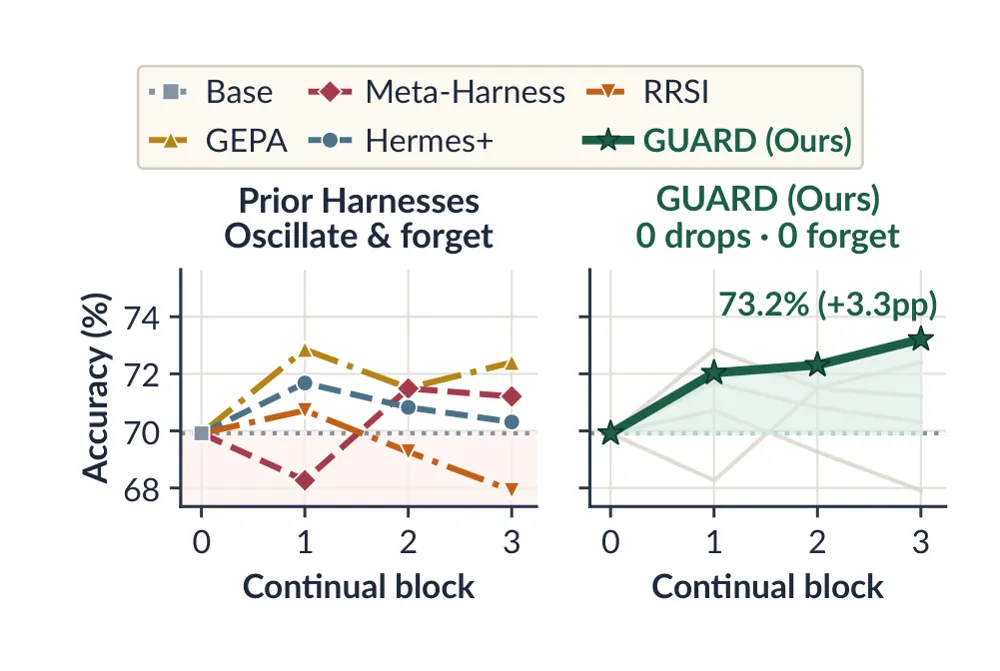 Base Meta-Harness RRSI
GEPA Hermes+ GUARD (Ours)
Prior Harnesses
Oscillate & forget
GUARD (Ours)
0 drops · 0 forget
Accuracy (%)
74
72
70
68
0 1 2 3
Continual block
73.2% (+3.3pp)
0 1 2 3
Continual block